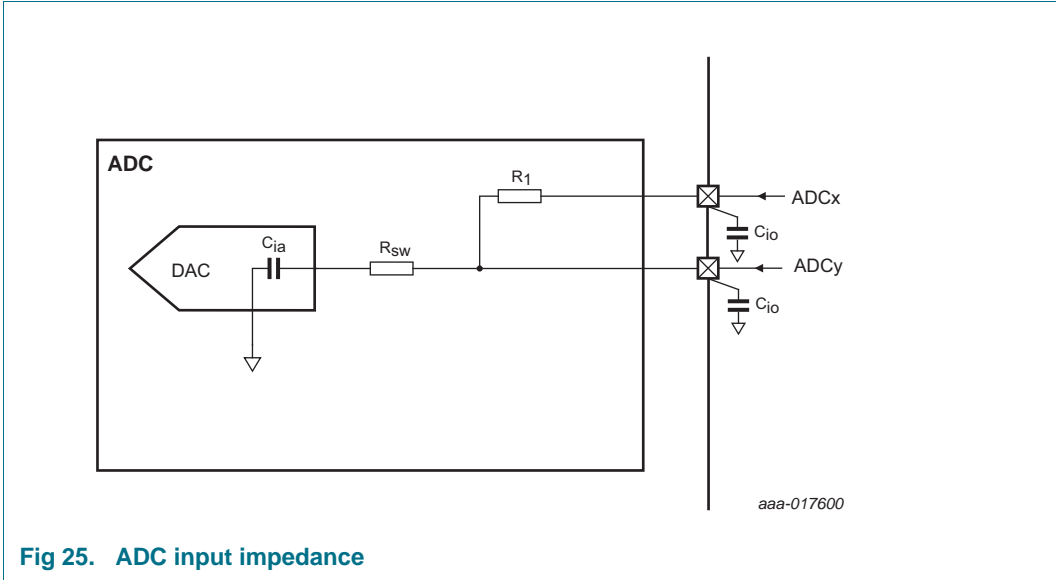 ADC
R1
ADCx
Cia
Rsw
Cio
DAC
ADCy
Cio
aaa-017600
Fig 25. ADC input impedance